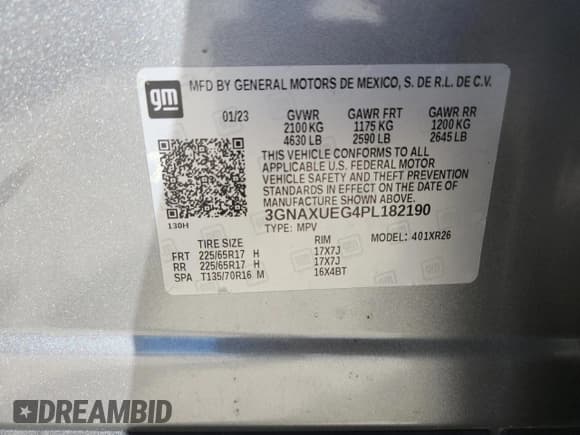 gm
MFD BY GENERAL MOTORS DE MEXICO, S. DE R.L. DE C.V.
01/23 GVWR GAWR FRT GAWR RR
2100 KG 1175 KG 1200 KG
4630 LB 2590 LB 2645 LB
THIS VEHICLE CONFORMS TO ALL
APPLICABLE U.S. FEDERAL MOTOR
VEHICLE SAFETY AND THEFT PREVENTION
STANDARDS IN EFFECT ON THE DATE OF
MANUFACTURE SHOWN ABOVE.
3GNAXUEG4PL182190
130H
TYPE: MPV
MODEL: 401XR26
TIRE SIZE RIM
FRT 225/65R17 H 17X7J
RR 225/65R17 H 17X7J
SPA T135/70R16 M 16X4BT
DREAMBID